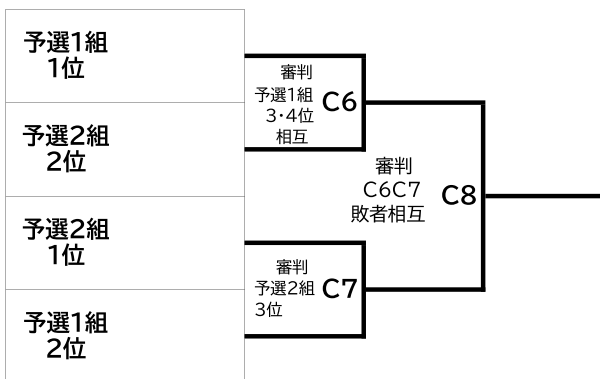 予選1組
1位
審判
予選1組
3・4位
相互
C6
予選2組
2位
審判
C6C7
敗者相互
C8
予選2組
1位
審判
予選2組
3位
C7
予選1組
2位